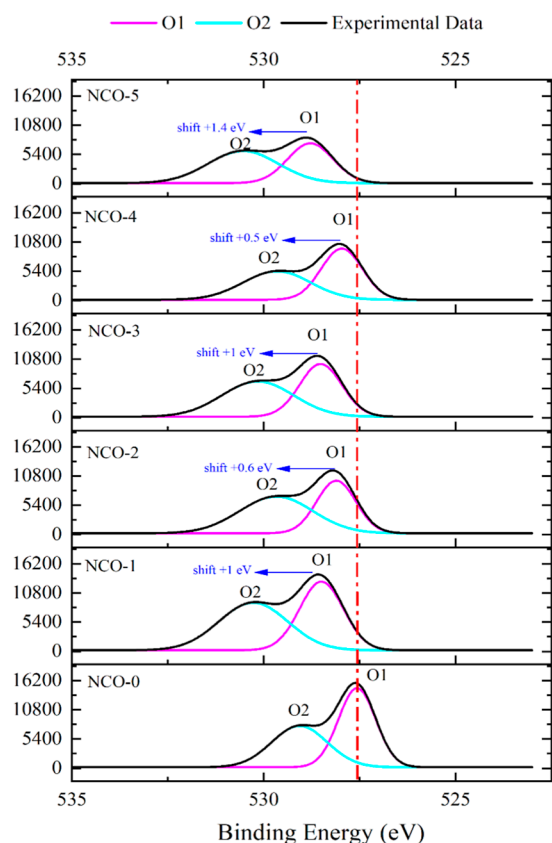 O1 O2 Experimental Data
535 530 525
16200 NCO-5 O1
10800 shift +1.4 eV
5400 O2
0
16200 NCO-4 O1
10800 shift +0.5 eV
5400 O2
0
16200 NCO-3 O1
10800 shift +1 eV
5400 O2
0
16200 NCO-2 O1
10800 shift +0.6 eV
5400 O2
0
16200 NCO-1 O1
10800 shift +1 eV
5400 O2
0
16200 NCO-0 O1
10800 O2
5400
0
535 530 525
Binding Energy (eV)